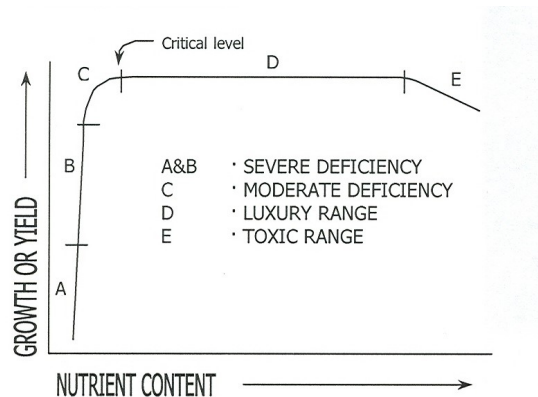 Critical level
C
D
E
B
A
A&B · SEVERE DEFICIENCY
C · MODERATE DEFICIENCY
D · LUXURY RANGE
E · TOXIC RANGE
GROWTH OR YIELD
NUTRIENT CONTENT